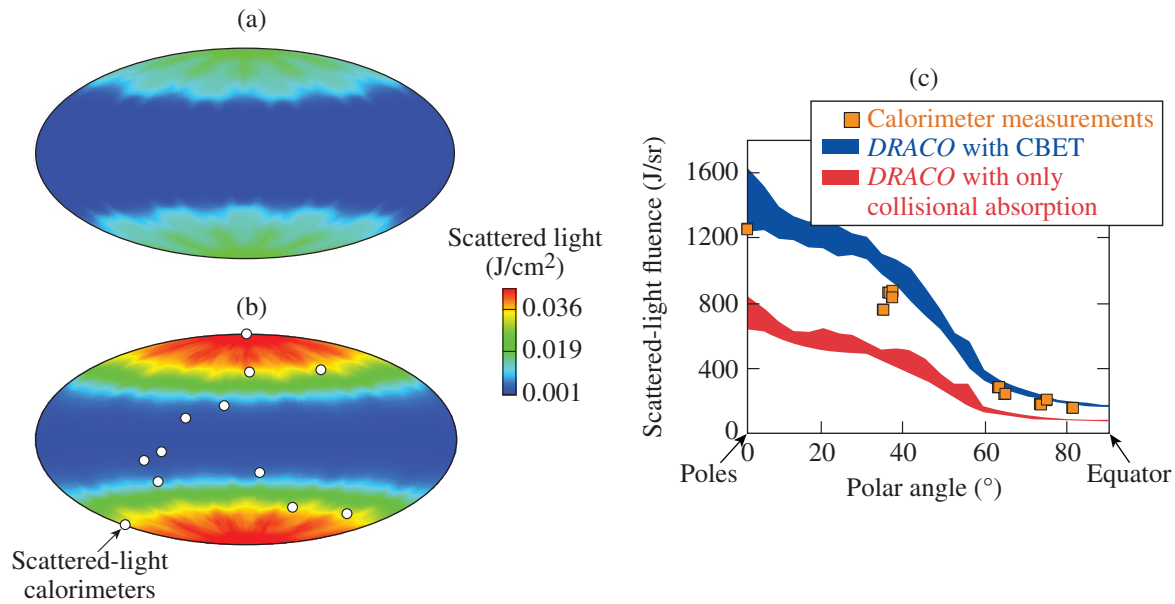 (a)
Scattered light
(J/cm²)
0.036
0.019
0.001
(b)
Scattered-light
calorimeters
(c)
Calorimeter measurements
DRACO with CBET
DRACO with only
collisional absorption
Scattered-light fluence (J/sr)
1600
1200
800
400
0
0 20 40 60 80
Poles
Equator
Polar angle (°)